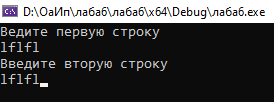 D:\ОаИп\лаба6\лаба6\x64\Debug\лаба6.exe
Ведите первую строку
lflfl
Введите вторую строку
lflfl